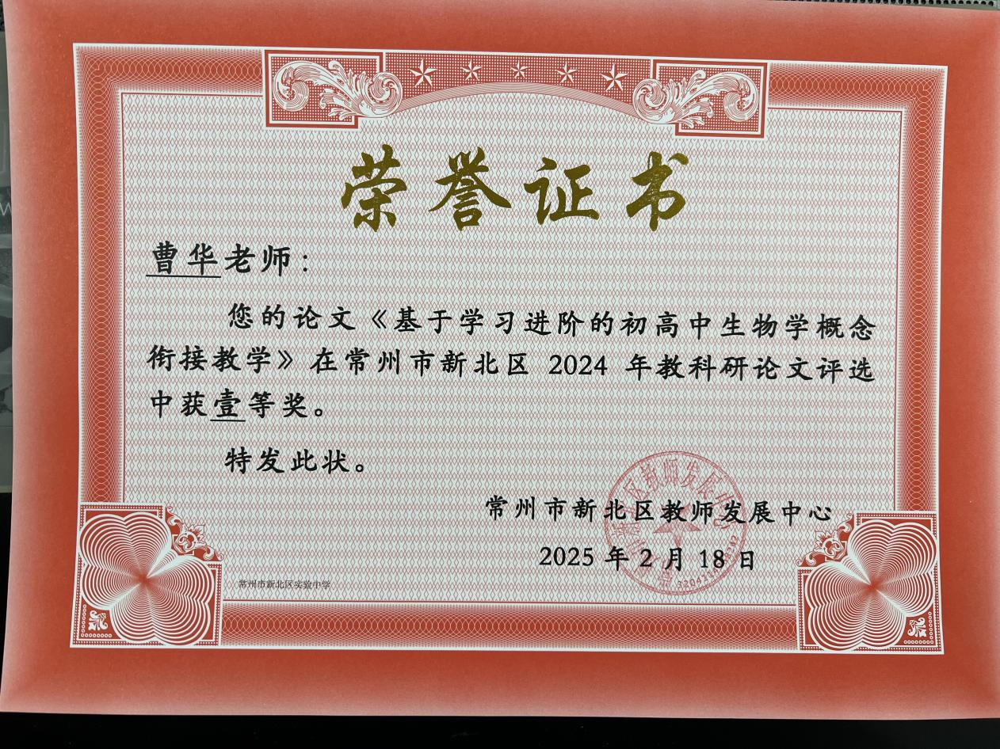 荣誉证书
曹华老师：
您的论文《基于学习进阶的初高中生物学概念
衔接教学》在常州市新北区 2024 年教科研论文评选
中获壹等奖。
特发此状。
常州市新北区教师发展中心
2025 年 2 月 18 日
常州市新北区实验中学